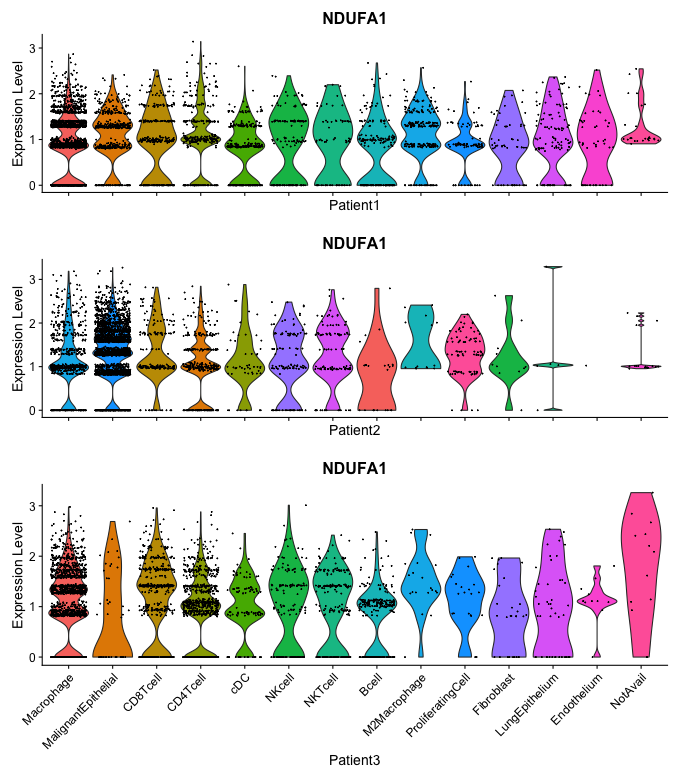 NDUFA1
Expression Level
3
2
1
0
Patient1
NDUFA1
Expression Level
3
2
1
0
Patient2
NDUFA1
Expression Level
3
2
1
0
Macrophage
MalignantEpithelial
CD8Tcell
CD4Tcell
cDC
NKcell
NKTcell
Bcell
M2Macrophage
ProliferatingCell
Fibroblast
LungEpithelium
Endothelium
NotAvail
Patient3